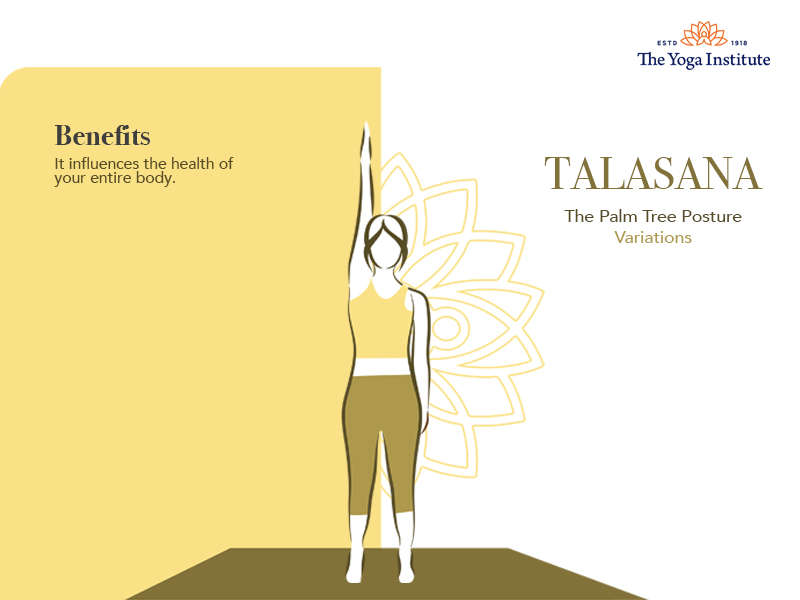 ESTD 1918
The Yoga Institute
Benefits
It influences the health of
your entire body.
TALASANA
The Palm Tree Posture
Variations